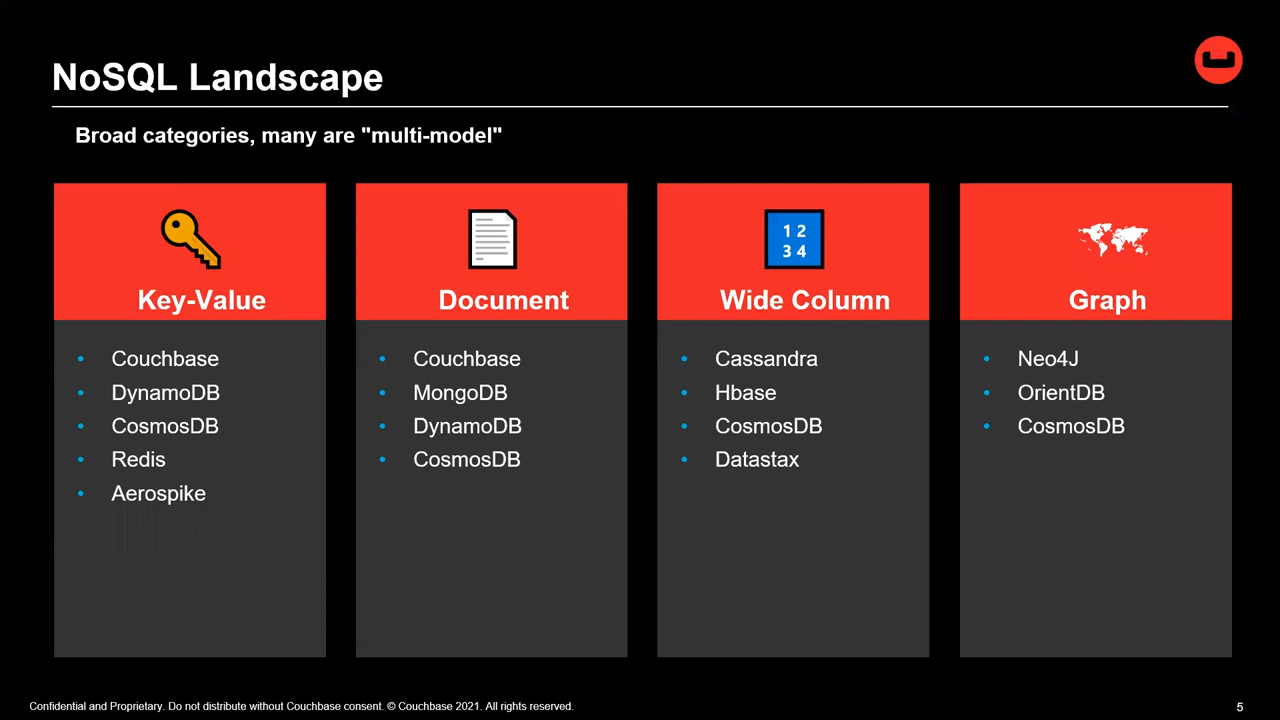 NoSQL Landscape
Broad categories, many are "multi-model"
Key-Value
• Couchbase
• DynamoDB
• CosmosDB
• Redis
• Aerospike
Document
• Couchbase
• MongoDB
• DynamoDB
• CosmosDB
1 2
3 4
Wide Column
• Cassandra
• Hbase
• CosmosDB
• Datastax
Graph
• Neo4J
• OrientDB
• CosmosDB
Confidential and Proprietary. Do not distribute without Couchbase consent. © Couchbase 2021. All rights reserved.
5